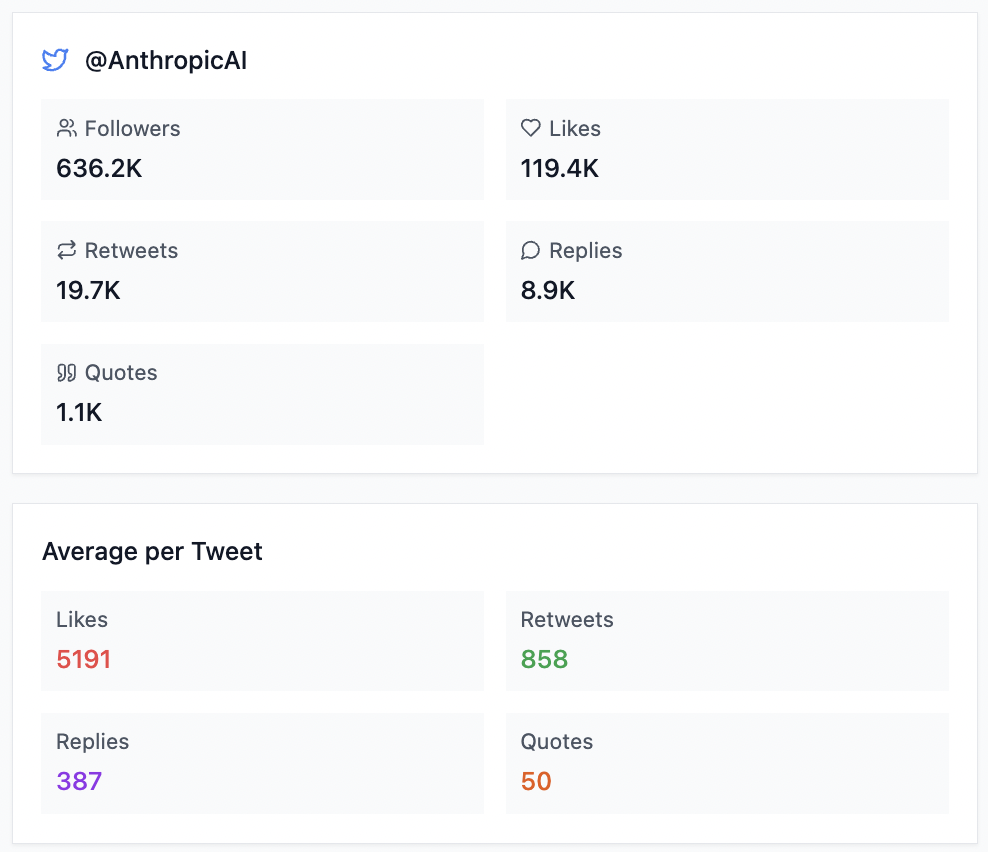 @AnthropicAI
Followers
636.2K
Likes
119.4K
Retweets
19.7K
Replies
8.9K
Quotes
1.1K
Average per Tweet
Likes
5191
Retweets
858
Replies
387
Quotes
50